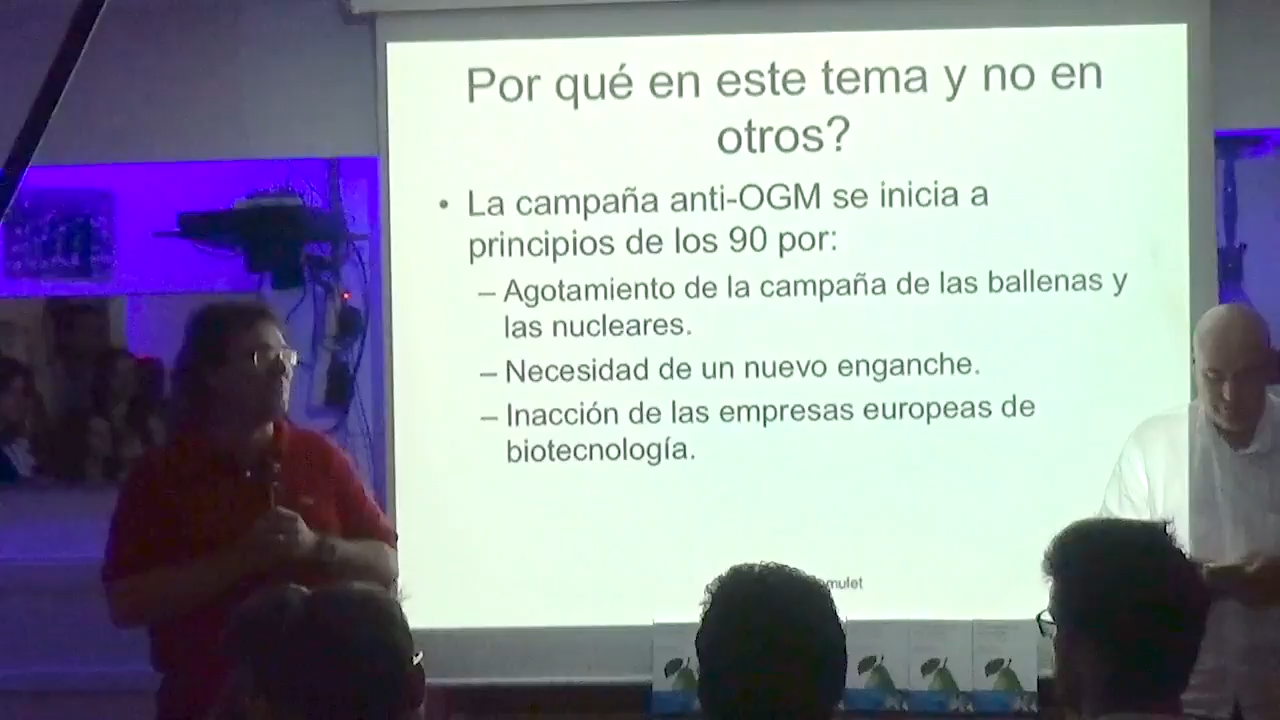 Por qué en este tema y no en
otros?
• La campaña anti-OGM se inicia a
principios de los 90 por:
– Agotamiento de la campaña de las ballenas y
las nucleares.
– Necesidad de un nuevo enganche.
– Inacción de las empresas europeas de
biotecnología.